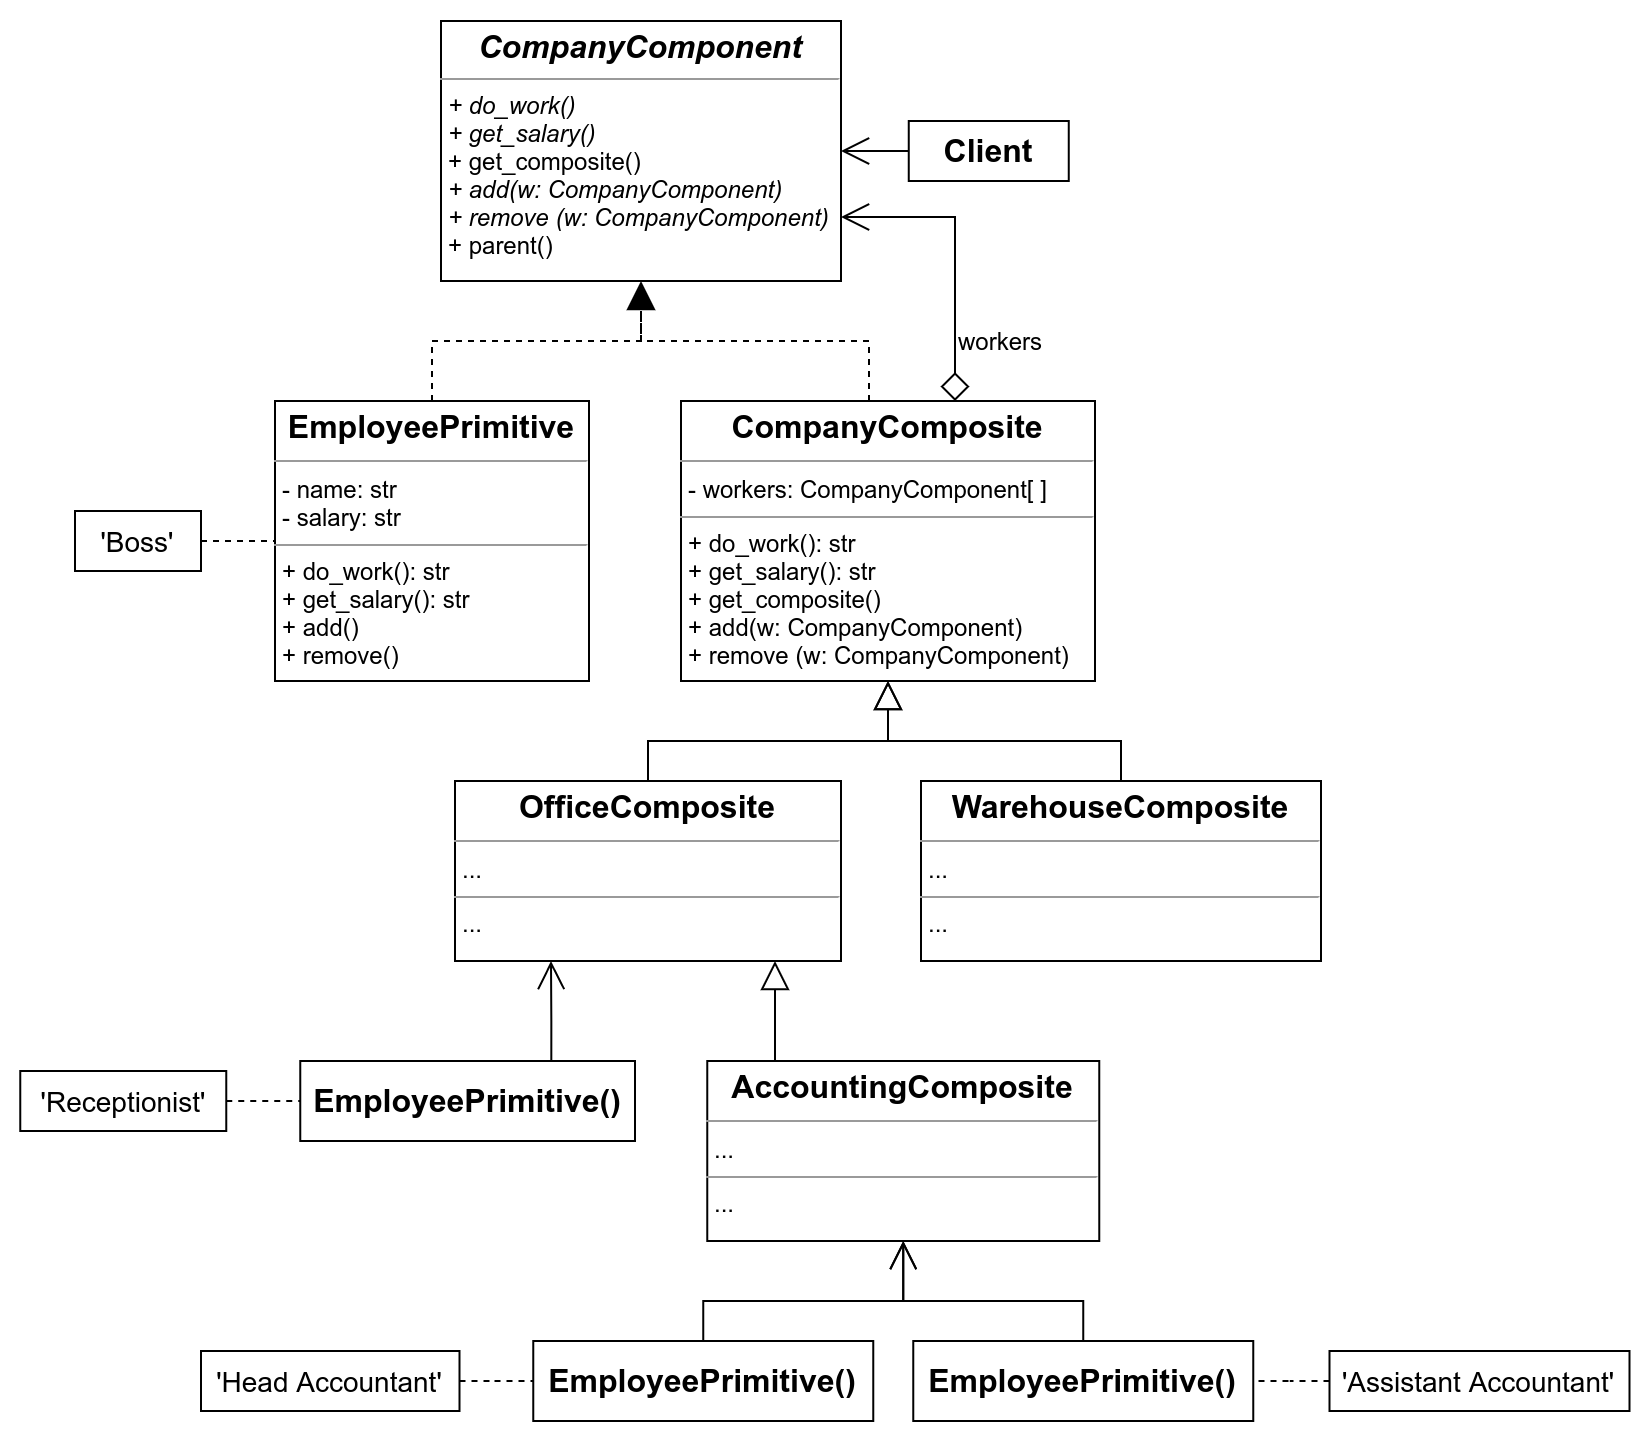 CompanyComponent
+ do_work()
+ get_salary()
+ get_composite()
+ add(w: CompanyComponent)
+ remove (w: CompanyComponent)
+ parent()
Client
workers
EmployeePrimitive
- name: str
- salary: str
+ do_work(): str
+ get_salary(): str
+ add()
+ remove()
'Boss'
CompanyComposite
- workers: CompanyComponent[ ]
+ do_work(): str
+ get_salary(): str
+ get_composite()
+ add(w: CompanyComponent)
+ remove (w: CompanyComponent)
OfficeComposite
...
...
WarehouseComposite
...
...
'Receptionist'
EmployeePrimitive()
AccountingComposite
...
...
'Head Accountant'
EmployeePrimitive()
EmployeePrimitive()
'Assistant Accountant'